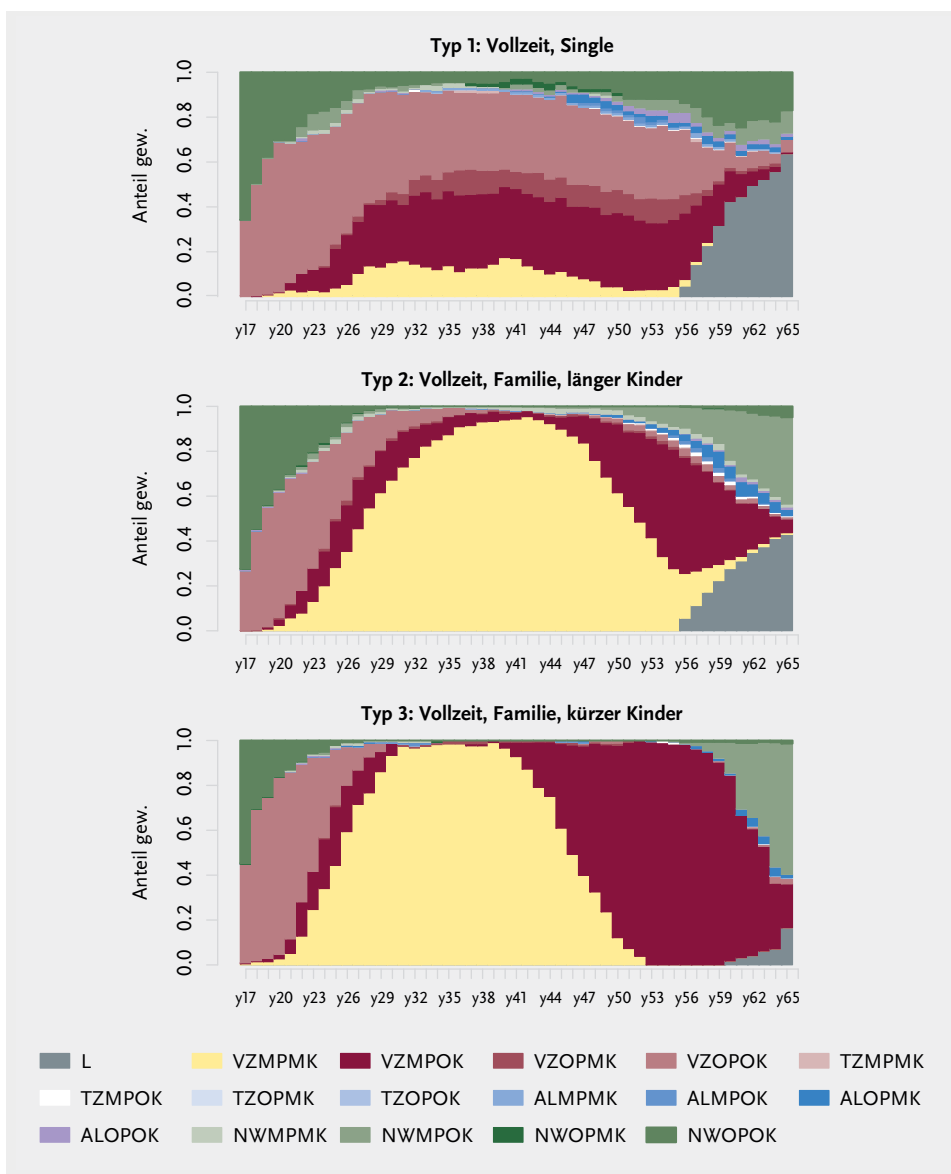 Typ 1: Vollzeit, Single
Anteil gew.
1.0
0.8
0.6
0.4
0.2
0.0
y17 y20 y23 y26 y29 y32 y35 y38 y41 y44 y47 y50 y53 y56 y59 y62 y65
Typ 2: Vollzeit, Familie, länger Kinder
Anteil gew.
1.0
0.8
0.6
0.4
0.2
0.0
y17 y20 y23 y26 y29 y32 y35 y38 y41 y44 y47 y50 y53 y56 y59 y62 y65
Typ 3: Vollzeit, Familie, kürzer Kinder
Anteil gew.
1.0
0.8
0.6
0.4
0.2
0.0
y17 y20 y23 y26 y29 y32 y35 y38 y41 y44 y47 y50 y53 y56 y59 y62 y65
L VZMPMK VZMPOK VZOPMK VZOPOK TZMPMK
TZMPOK TZOPMK TZOPOK ALMPMK ALMPOK ALOPMK
ALOPOK NWMPMK NWMPOK NWOPMK NWOPOK